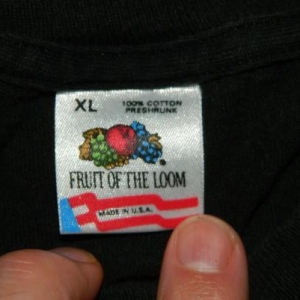 XL 100% COTTON
PRESHRUNK
FRUIT OF THE LOOM
MADE IN U.S.A.